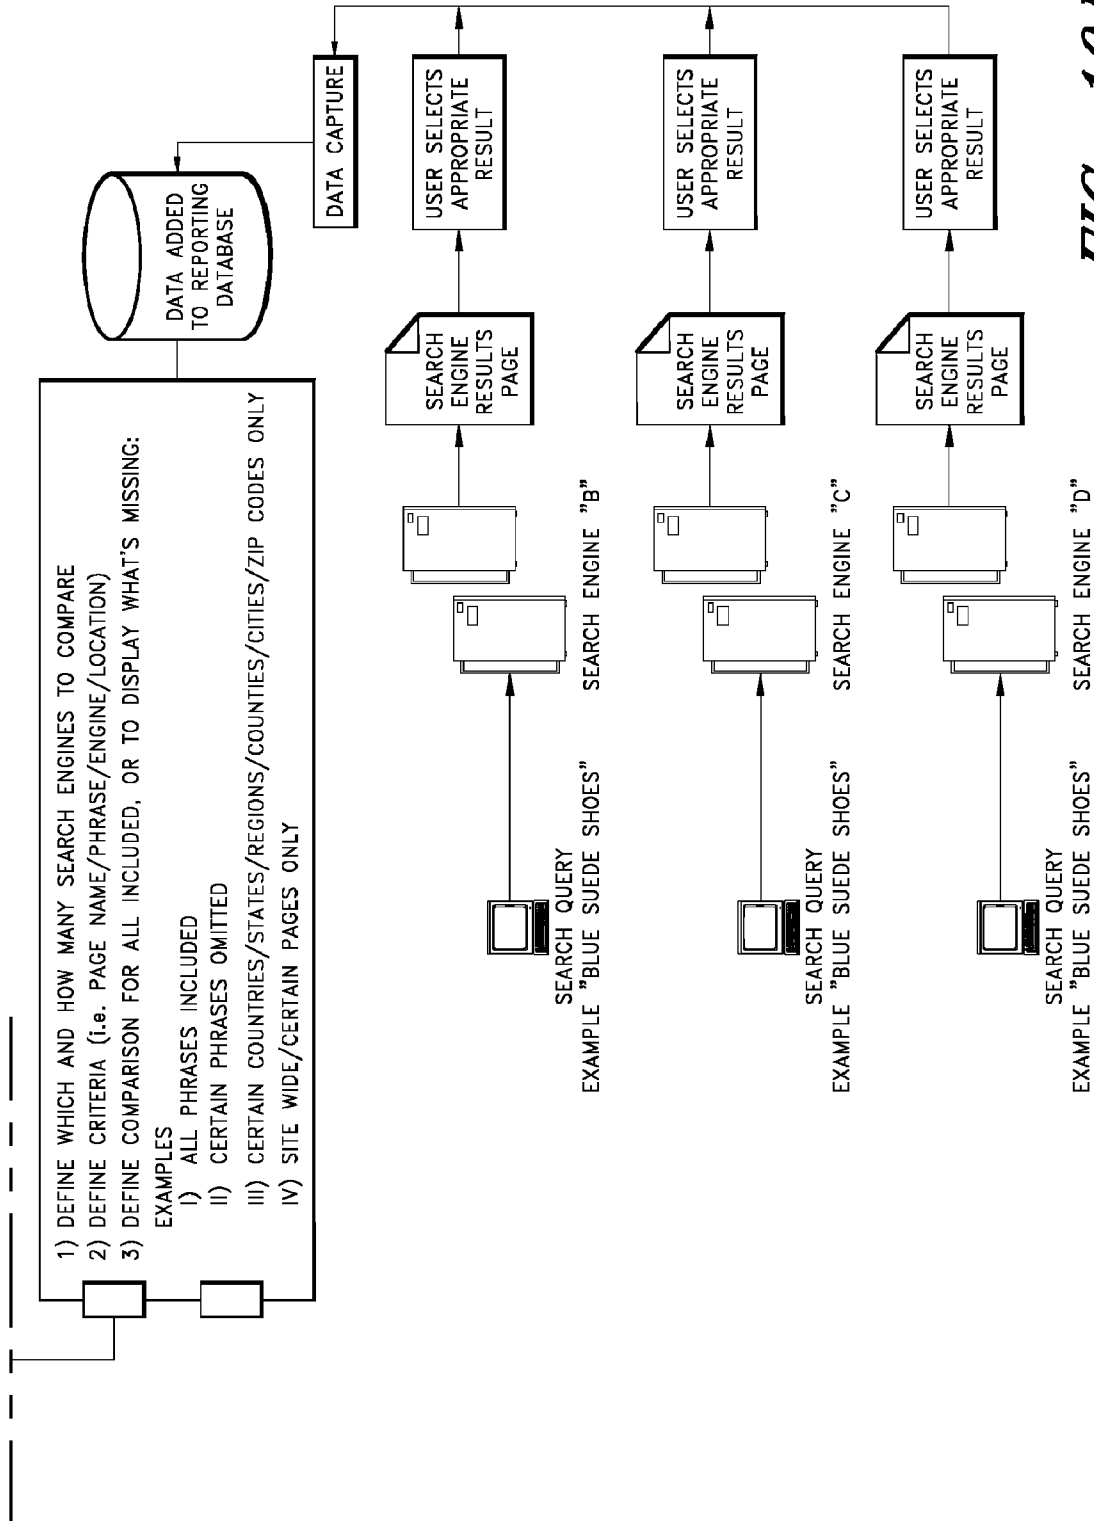 1) DEFINE WHICH AND HOW MANY SEARCH ENGINES TO COMPARE
2) DEFINE CRITERIA (i.e. PAGE NAME/PHRASE/ENGINE/LOCATION)
3) DEFINE COMPARISON FOR ALL INCLUDED, OR TO DISPLAY WHAT'S MISSING:
EXAMPLES
I) ALL PHRASES INCLUDED
II) CERTAIN PHRASES OMITTED
III) CERTAIN COUNTRIES/STATES/REGIONS/COUNTIES/CITIES/ZIP CODES ONLY
IV) SITE WIDE/CERTAIN PAGES ONLY
DATA ADDED
TO REPORTING
DATABASE
DATA CAPTURE
SEARCH QUERY
EXAMPLE "BLUE SUEDE SHOES"
SEARCH ENGINE "B"
SEARCH
ENGINE
RESULTS
PAGE
USER SELECTS
APPROPRIATE
RESULT
SEARCH QUERY
EXAMPLE "BLUE SUEDE SHOES"
SEARCH ENGINE "C"
SEARCH
ENGINE
RESULTS
PAGE
USER SELECTS
APPROPRIATE
RESULT
SEARCH QUERY
EXAMPLE "BLUE SUEDE SHOES"
SEARCH ENGINE "D"
SEARCH
ENGINE
RESULTS
PAGE
USER SELECTS
APPROPRIATE
RESULT
FIG.